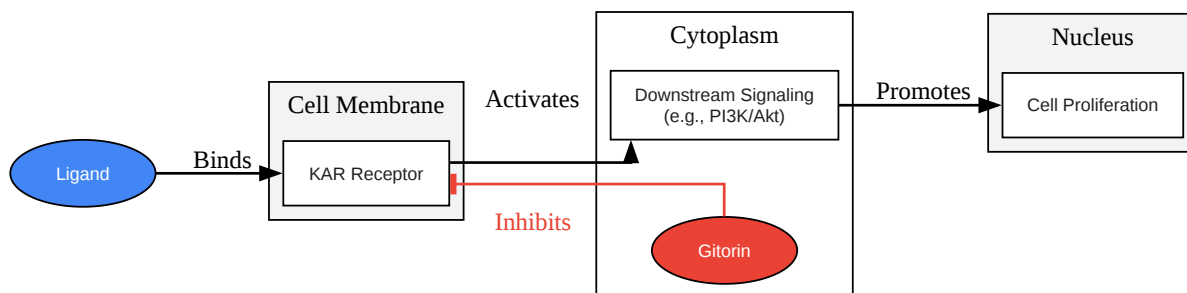 Ligand
Binds
Cell Membrane
KAR Receptor
Activates
Inhibits
Cytoplasm
Downstream Signaling
(e.g., PI3K/Akt)
Gitorin
Promotes
Nucleus
Cell Proliferation